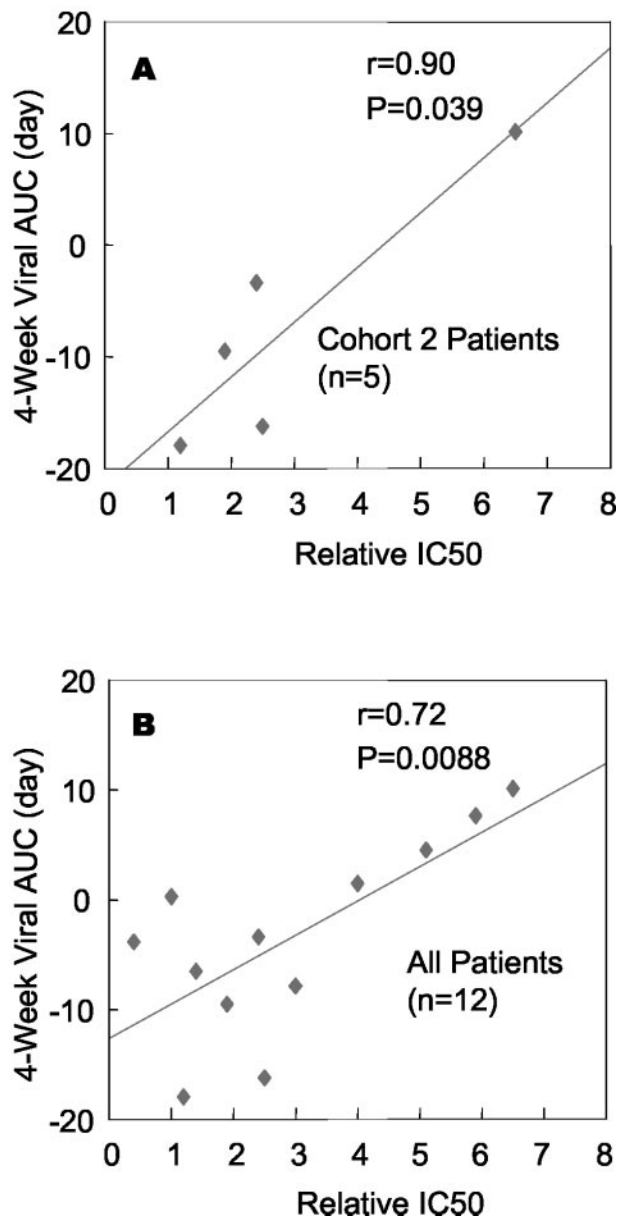 A
r=0.90
P=0.039
Cohort 2 Patients
(n=5)
4-Week Viral AUC (day)
20
10
0
-10
-20
0 1 2 3 4 5 6 7 8
Relative IC50
B
r=0.72
P=0.0088
All Patients
(n=12)
4-Week Viral AUC (day)
20
10
0
-10
-20
0 1 2 3 4 5 6 7 8
Relative IC50